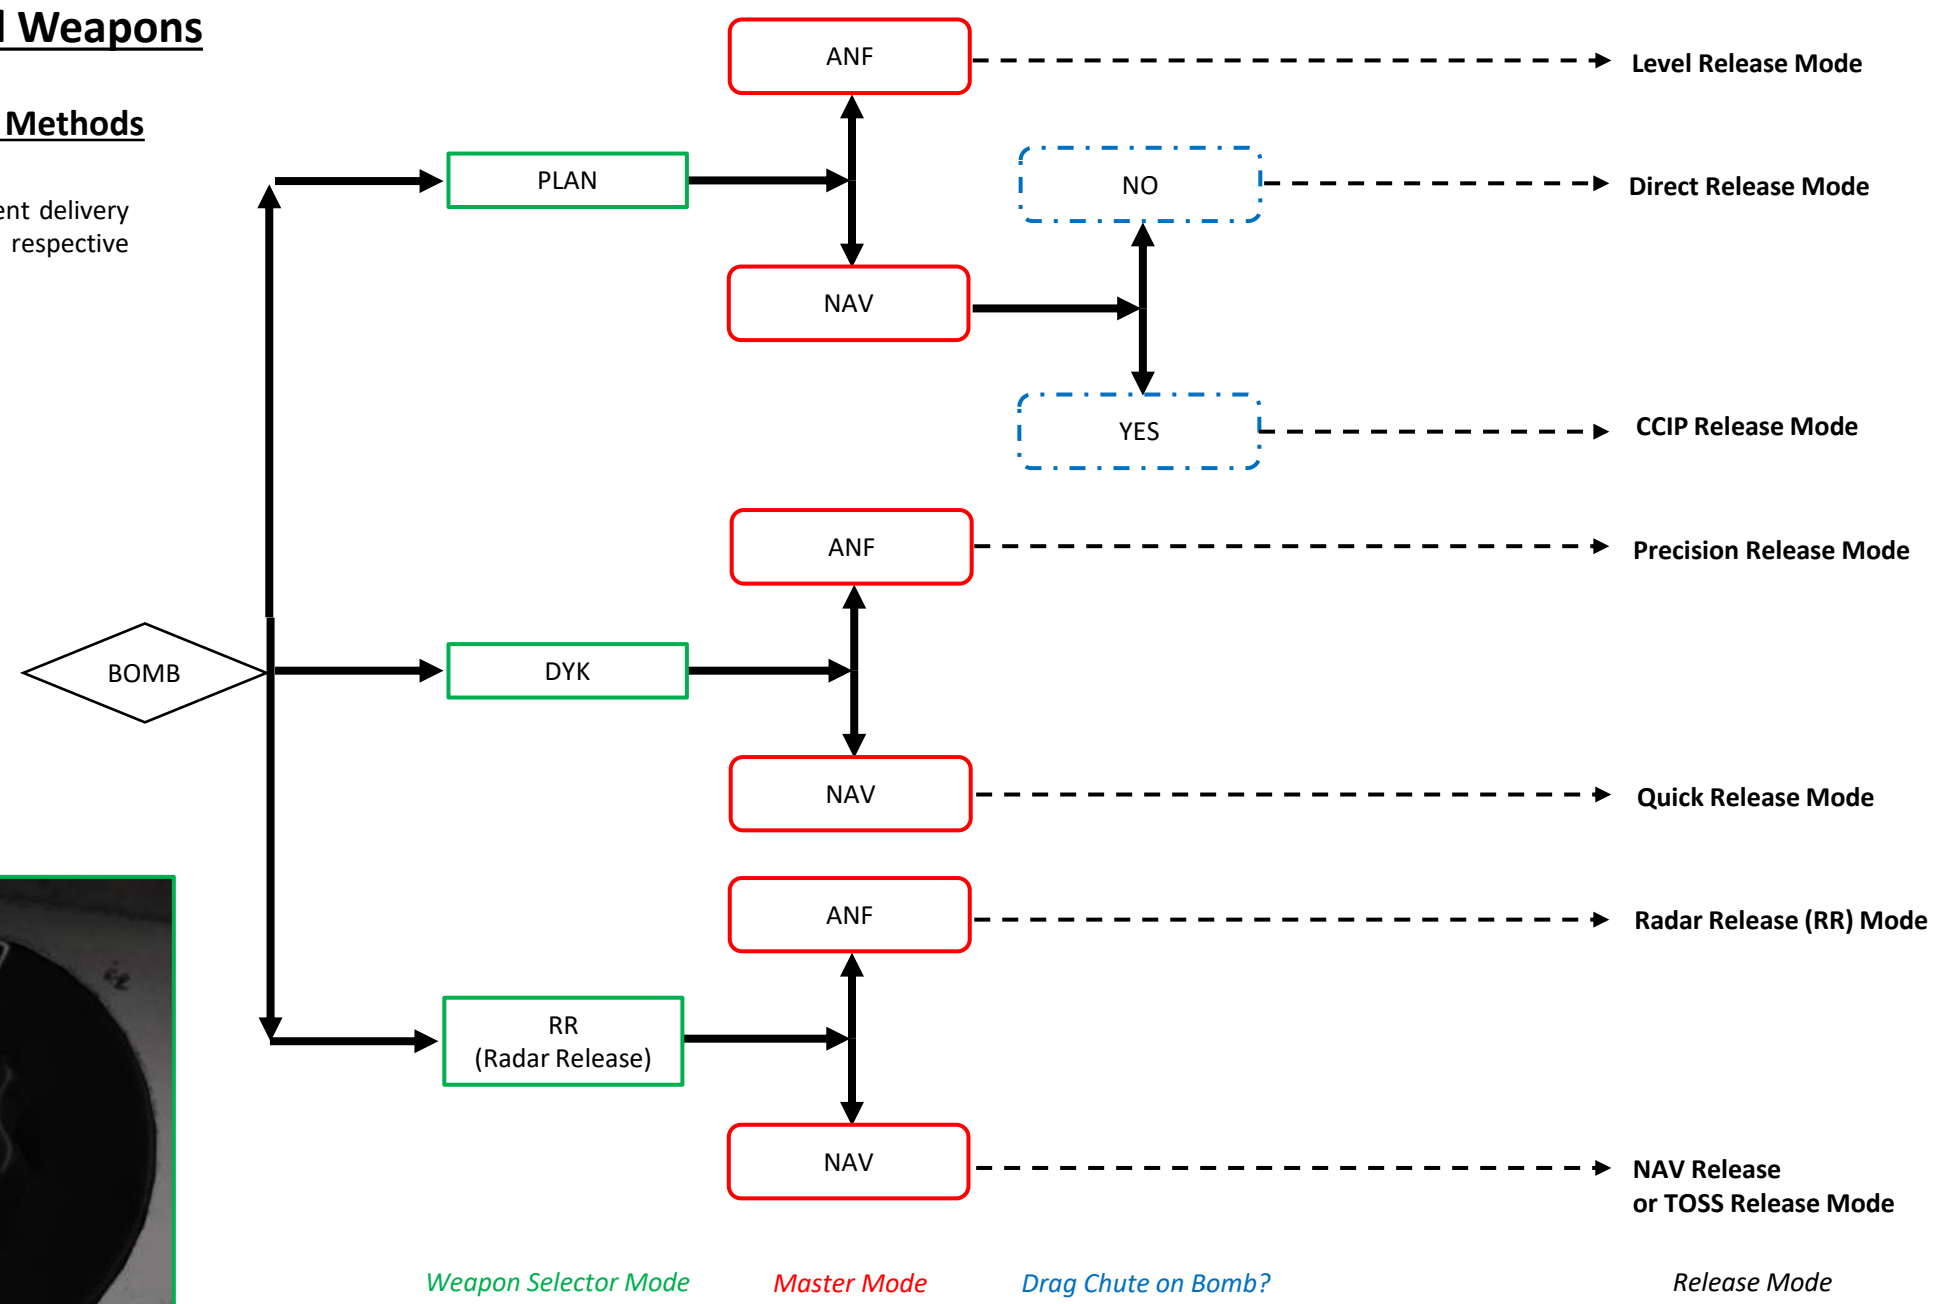 Weapons
Methods
ent delivery
respective
ANF
Level Release Mode
PLAN
NO
Direct Release Mode
NAV
YES
CCIP Release Mode
ANF
Precision Release Mode
BOMB
DYK
NAV
Quick Release Mode
ANF
Radar Release (RR) Mode
RR
(Radar Release)
NAV
NAV Release
or TOSS Release Mode
Weapon Selector Mode
Master Mode
Drag Chute on Bomb?
Release Mode